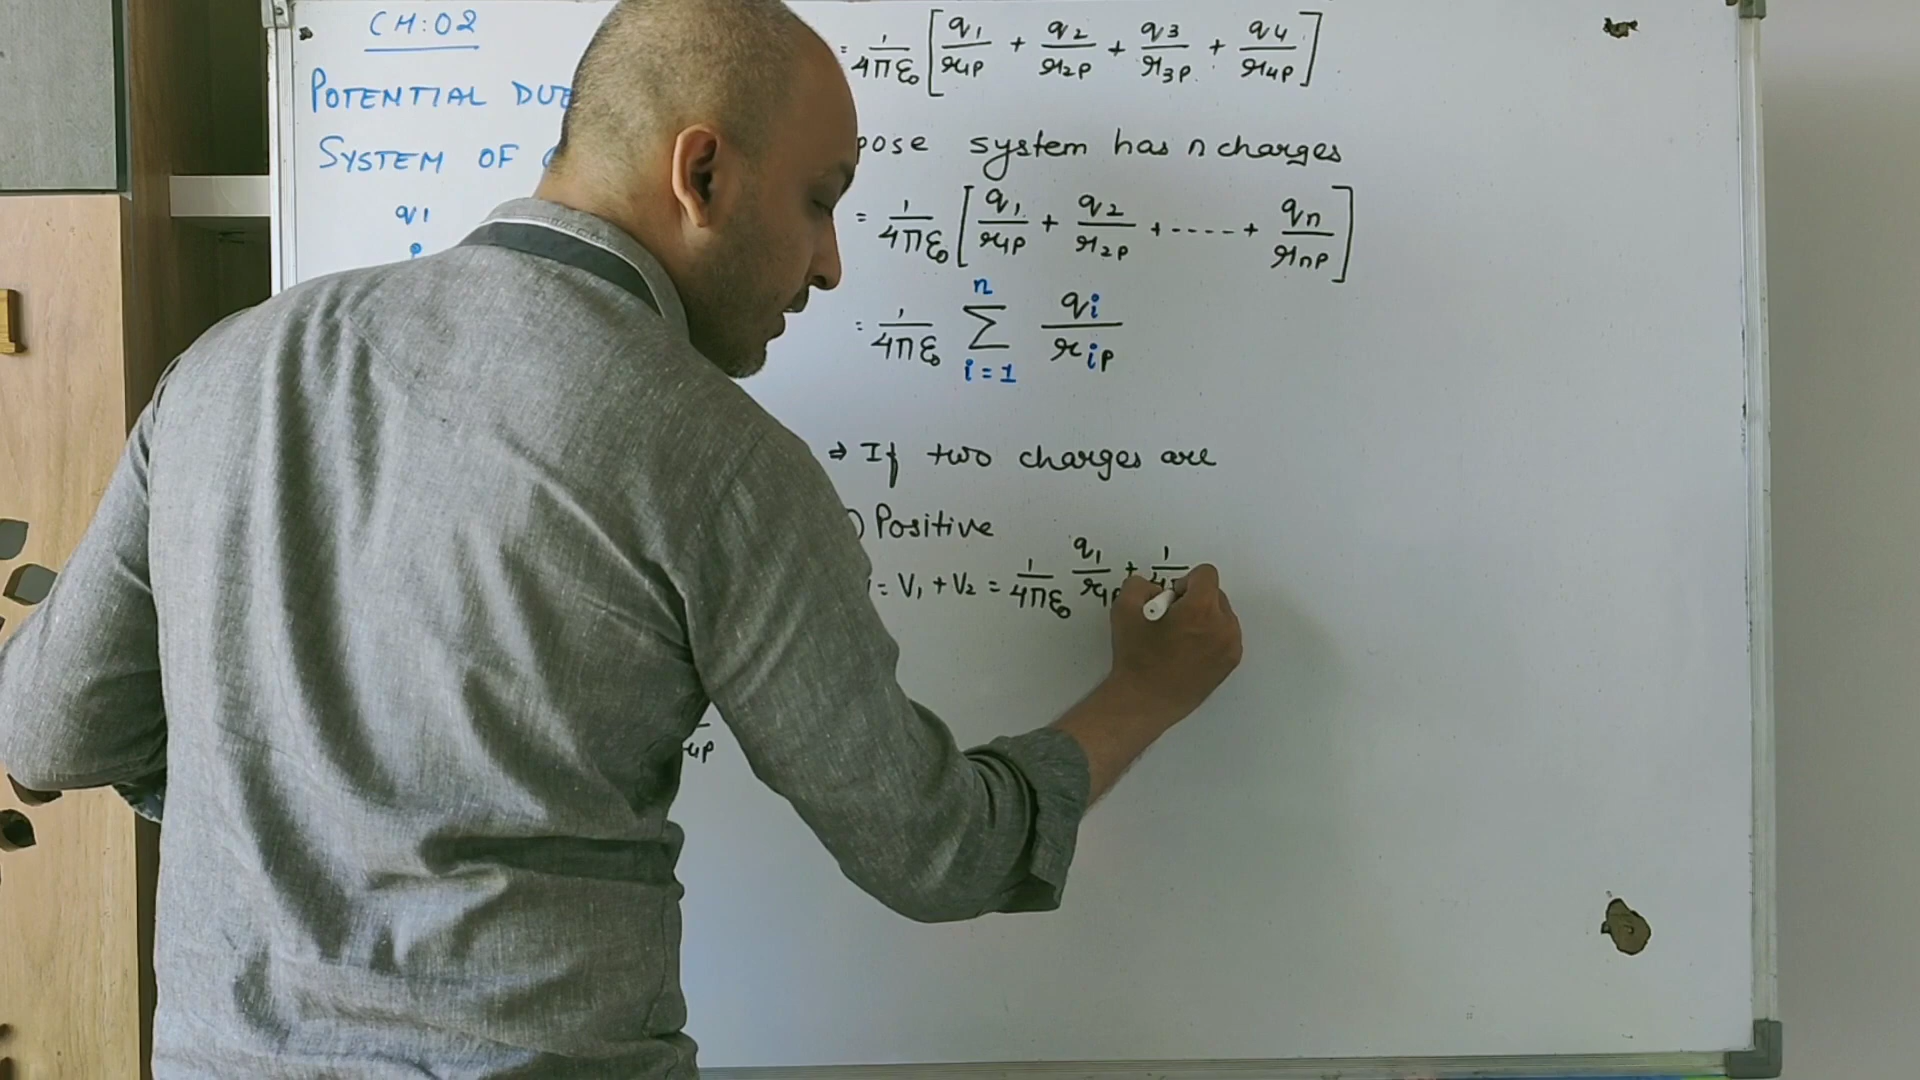 CH:02
POTENTIAL DUE
SYSTEM OF
q1
= 1/4πε0 [q1/r1p + q2/r2p + q3/r3p + q4/r4p]
pose system has n charges
= 1/4πε0 [q1/r1p + q2/r2p + ..... + qn/rnp]
= 1/4πε0 Σ n i=1 qi/rip
⇒ If two charges are
) Positive
= V1 + V2 = 1/4πε0 q1/r1p + 1/4π
4p